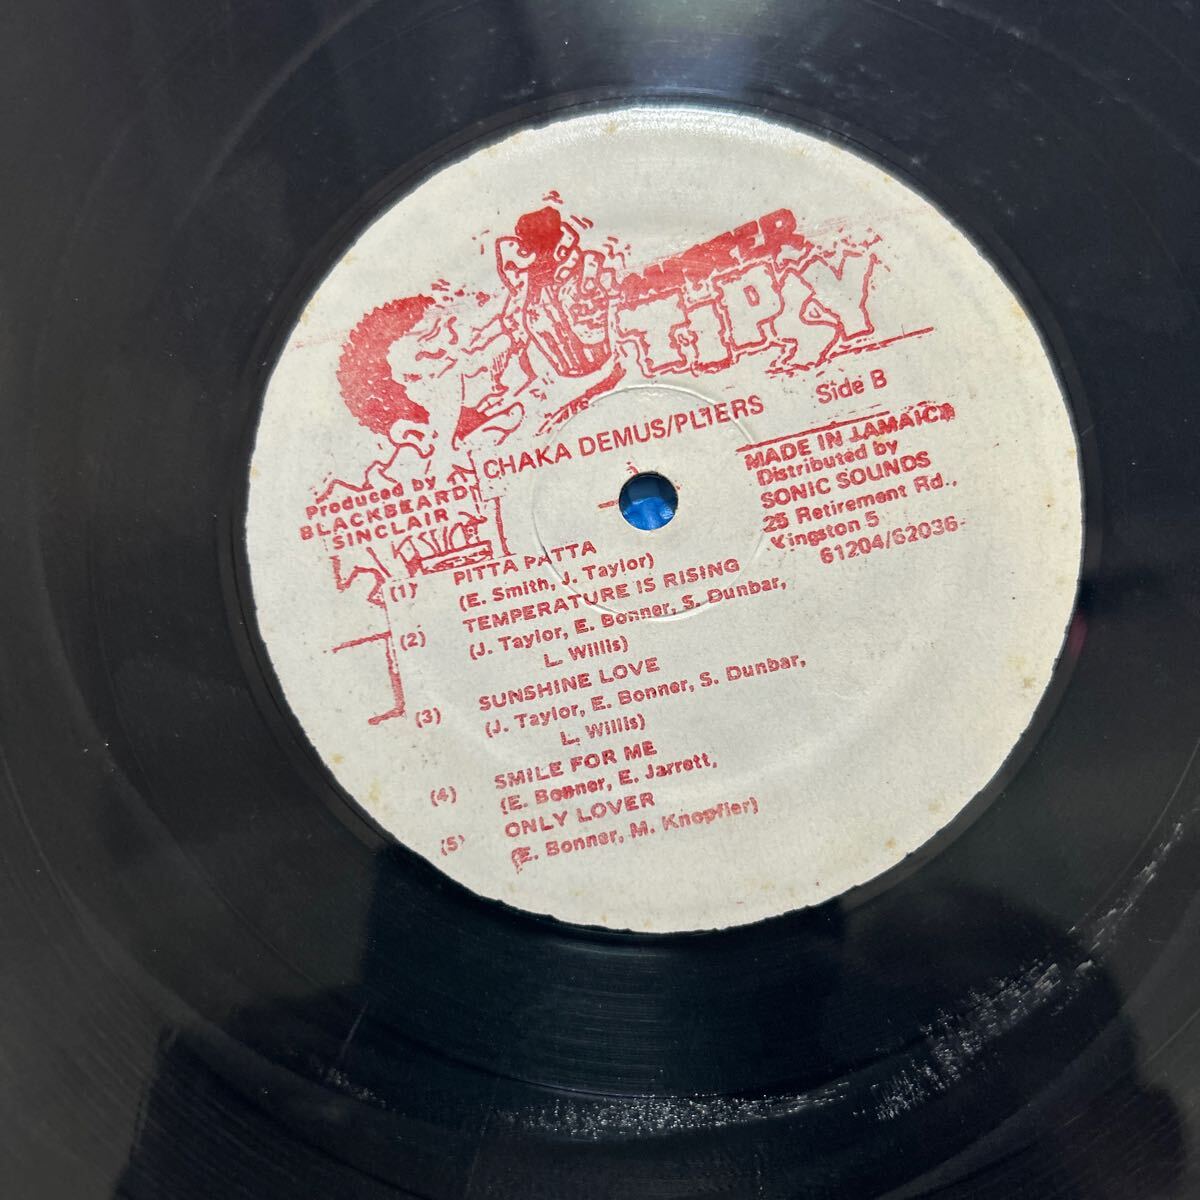 MISTER
TiPSY
CHAKA DEMUS/PLIERS
Side B
Produced by
BLACKBEARD
SINCLAIR
MADE IN JAMAICA
Distributed by
SONIC SOUNDS
25 Retirement Rd.,
Kingston 5
61204/62036
(1) PITTA PATTA
(E. Smith, J. Taylor)
(2) TEMPERATURE IS RISING
(J. Taylor, E. Bonner, S. Dunbar,
L. Willis)
(3) SUNSHINE LOVE
(J. Taylor, E. Bonner, S. Dunbar,
L. Willis)
(4) SMILE FOR ME
(E. Bonner, E. Jarrett,
(5) ONLY LOVER
(E. Bonner, M. Knopfler)